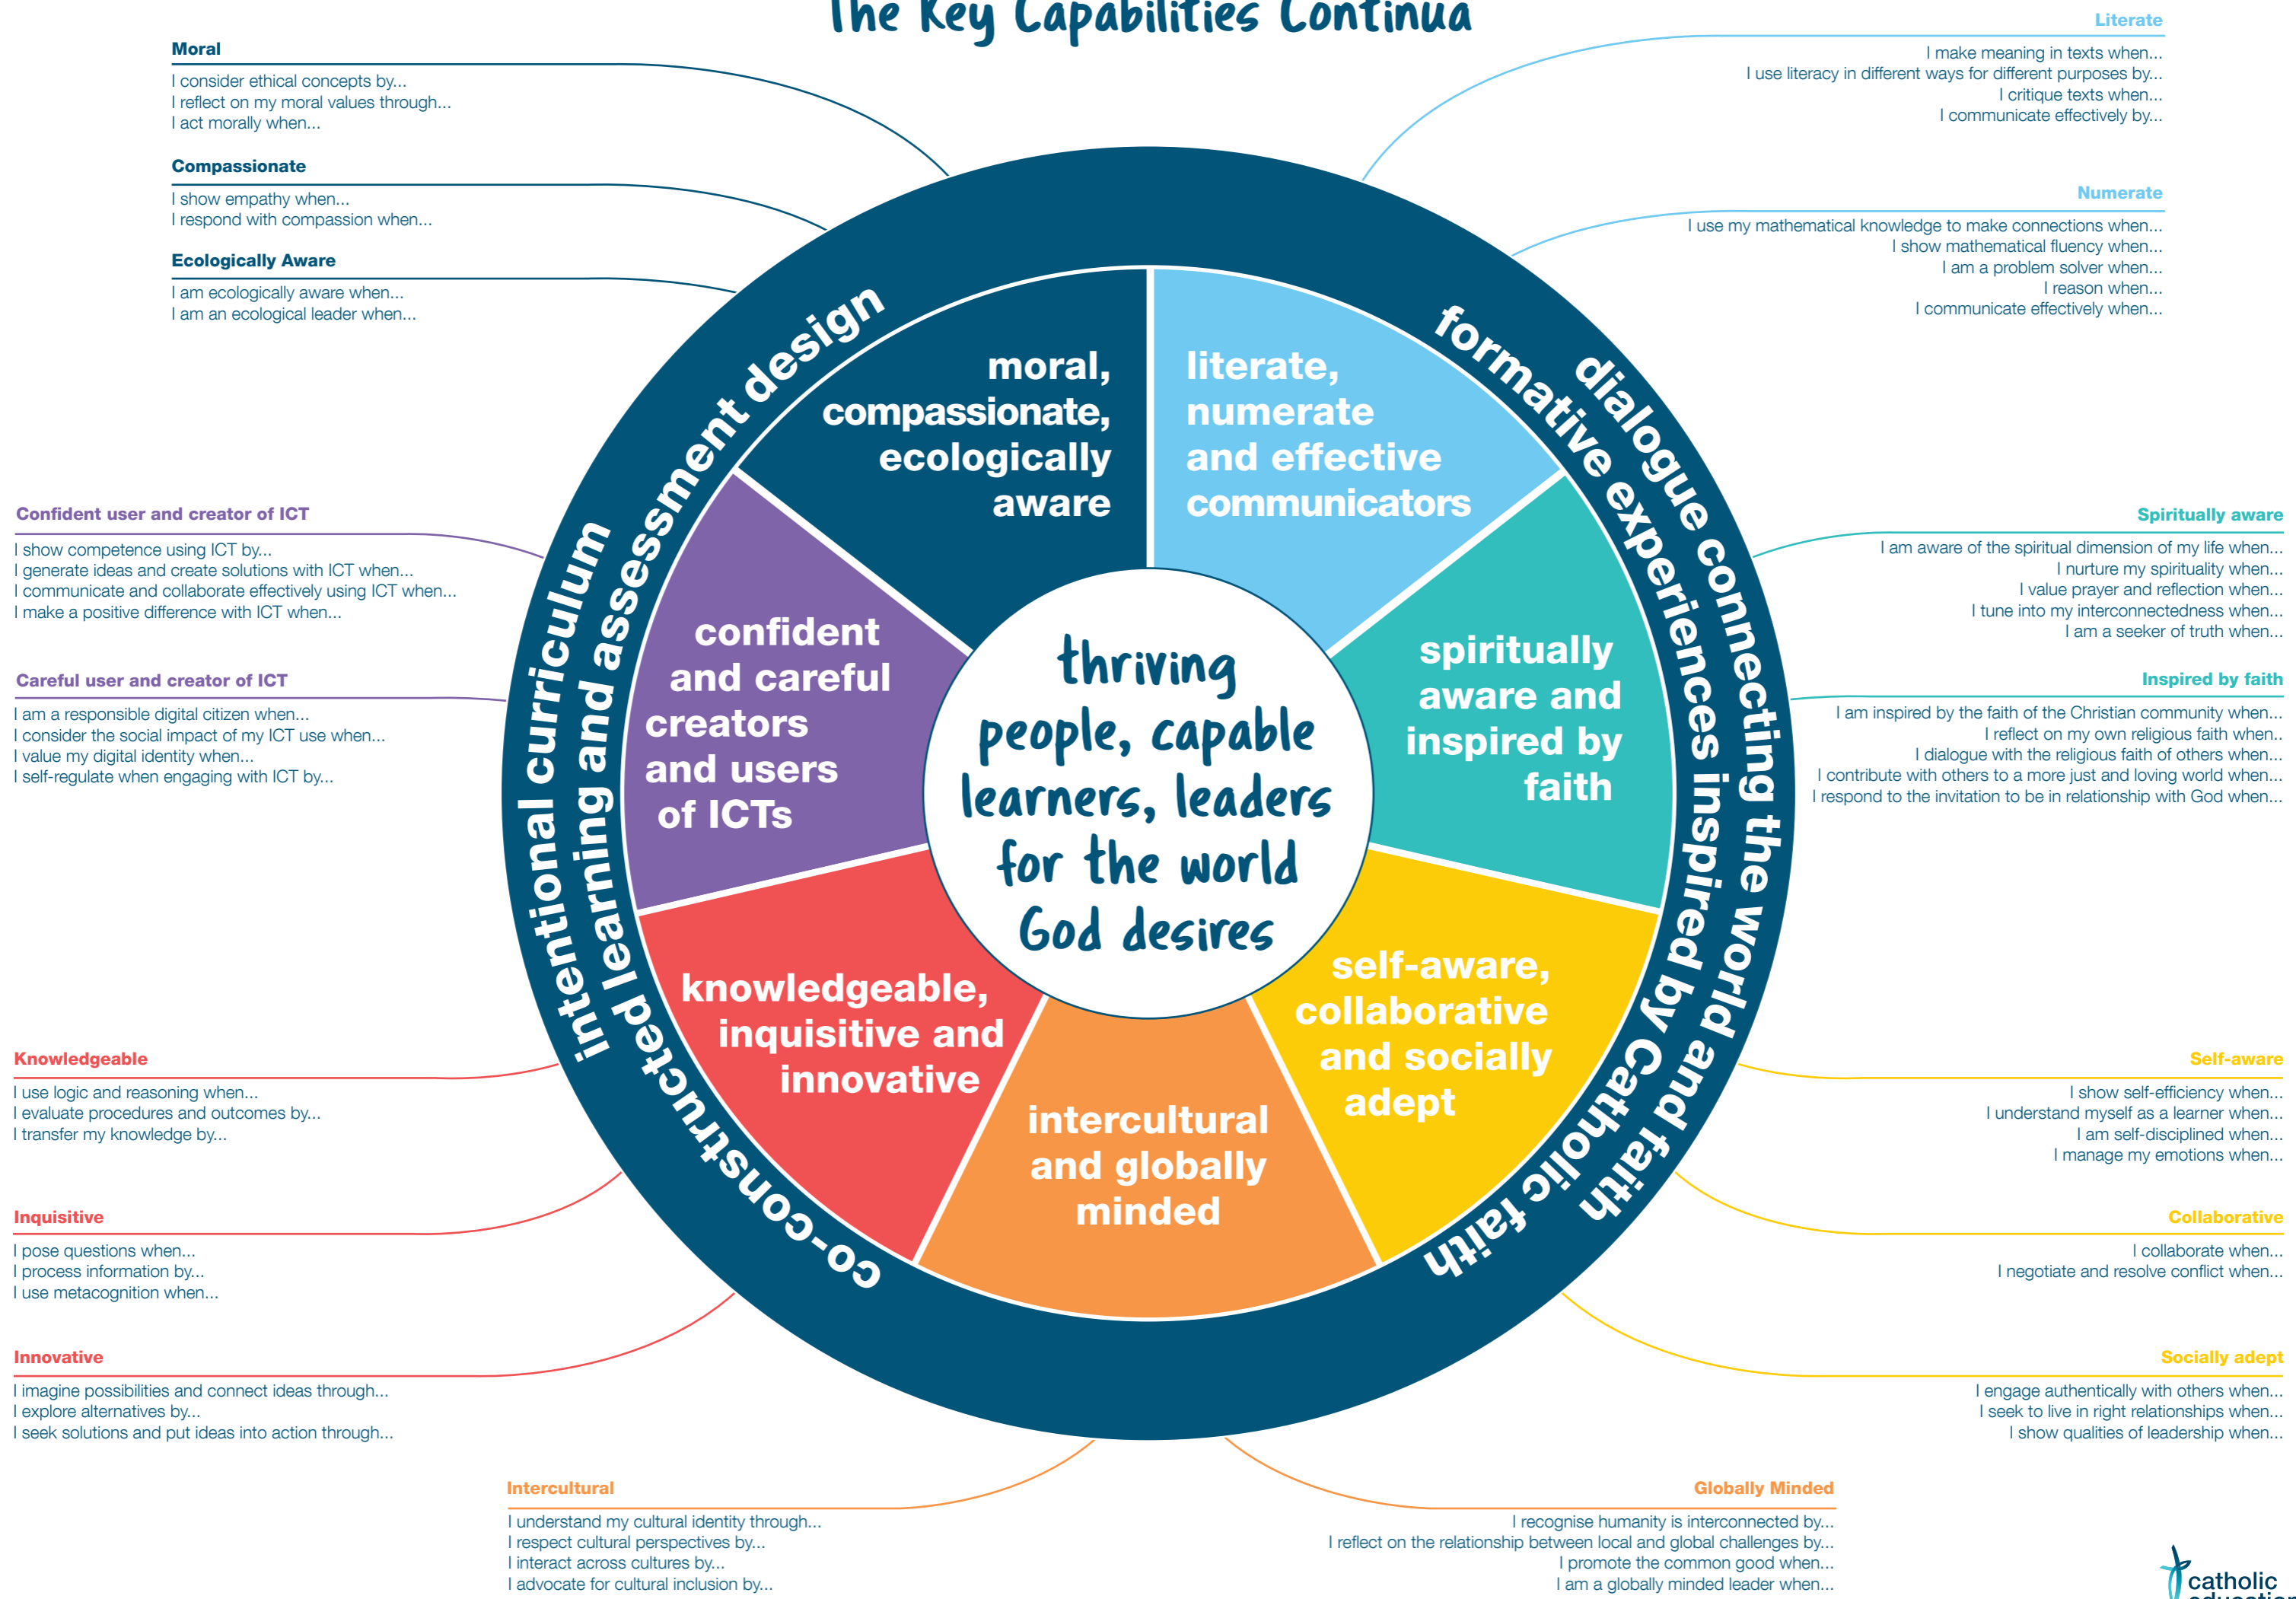 The Key Capabilities Continua
Moral
I consider ethical concepts by...
I reflect on my moral values through...
I act morally when...
Compassionate
I show empathy when...
I respond with compassion when...
Ecologically Aware
I am ecologically aware when...
I am an ecological leader when...
Confident user and creator of ICT
I show competence using ICT by...
I generate ideas and create solutions with ICT when...
I communicate and collaborate effectively using ICT when...
I make a positive difference with ICT when...
Careful user and creator of ICT
I am a responsible digital citizen when...
I consider the social impact of my ICT use when...
I value my digital identity when...
I self-regulate when engaging with ICT by...
Knowledgeable
I use logic and reasoning when...
I evaluate procedures and outcomes by...
I transfer my knowledge by...
Inquisitive
I pose questions when...
I process information by...
I use metacognition when...
Innovative
I imagine possibilities and connect ideas through...
I explore alternatives by...
I seek solutions and put ideas into action through...
Intercultural
I understand my cultural identity through...
I respect cultural perspectives by...
I interact across cultures by...
I advocate for cultural inclusion by...
intentional curriculum
co-constructed learning and assessment design
moral,
compassionate,
ecologically
aware
literate,
numerate
and effective
communicators
confident
and careful
creators
and users
of ICTs
thriving
people, capable
learners, leaders
for the world
God desires
spiritually
aware and
inspired by
faith
knowledgeable,
inquisitive and
innovative
intercultural
and globally
minded
self-aware,
collaborative
and socially
adept
formative experiences inspired by Catholic faith
dialogue connecting the world and faith
Literate
I make meaning in texts when...
I use literacy in different ways for different purposes by...
I critique texts when...
I communicate effectively by...
Numerate
I use my mathematical knowledge to make connections when...
I show mathematical fluency when...
I am a problem solver when...
I reason when...
I communicate effectively when...
Spiritually aware
I am aware of the spiritual dimension of my life when...
I nurture my spirituality when...
I value prayer and reflection when...
I tune into my interconnectedness when...
I am a seeker of truth when...
Inspired by faith
I am inspired by the faith of the Christian community when...
I reflect on my own religious faith when..
I dialogue with the religious faith of others when...
I contribute with others to a more just and loving world when...
I respond to the invitation to be in relationship with God when...
Self-aware
I show self-efficiency when...
I understand myself as a learner when...
I am self-disciplined when...
I manage my emotions when...
Collaborative
I collaborate when...
I negotiate and resolve conflict when...
Socially adept
I engage authentically with others when...
I seek to live in right relationships when...
I show qualities of leadership when...
Globally Minded
I recognise humanity is interconnected by...
I reflect on the relationship between local and global challenges by...
I promote the common good when...
I am a globally minded leader when...
catholic
education